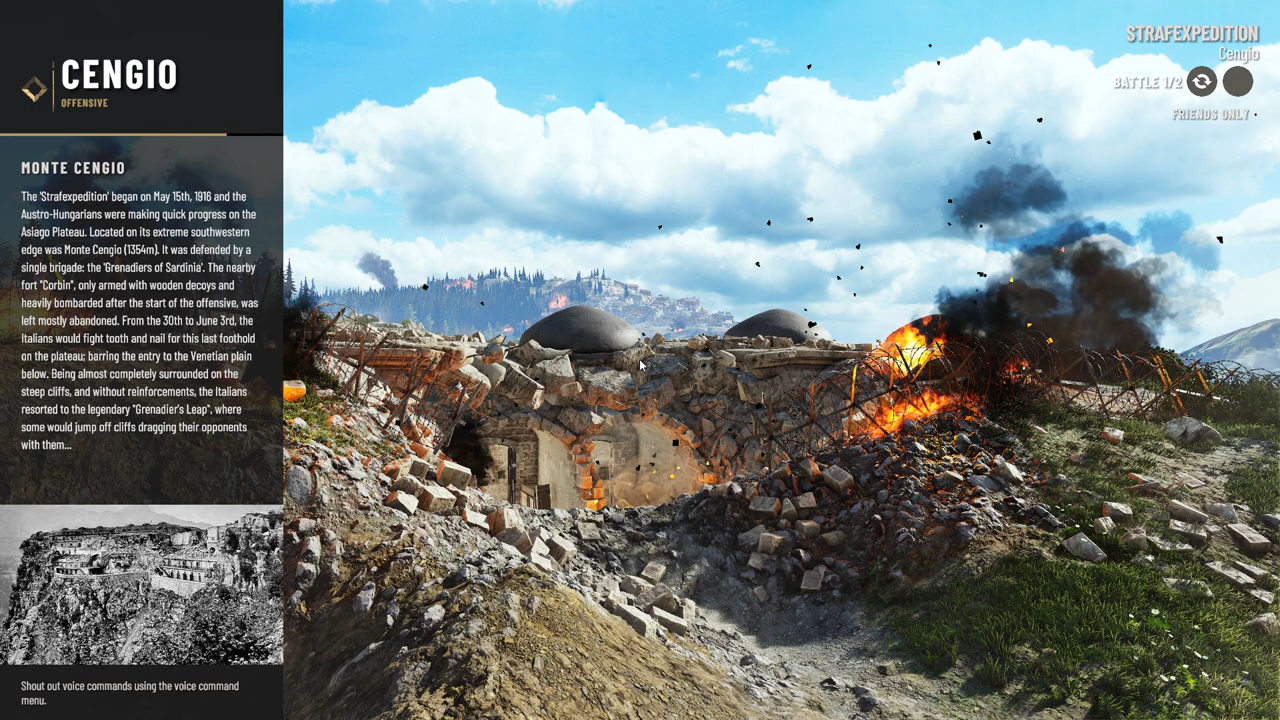 CENGIO
OFFENSIVE
MONTE CENGIO
The 'Strafexpedition' began on May 15th, 1916 and the
Austro-Hungarians were making quick progress on the
Asiago Plateau. Located on its extreme southwestern
edge was Monte Cengio (1354m). It was defended by a
single brigade: the 'Grenadiers of Sardinia'. The nearby
fort "Corbin", only armed with wooden decoys and
heavily bombarded after the start of the offensive, was
left mostly abandoned. From the 30th to June 3rd, the
Italians would fight tooth and nail for this last foothold
on the plateau; barring the entry to the Venetian plain
below. Being almost completely surrounded on the
steep cliffs, and without reinforcements, the Italians
resorted to the legendary "Grenadier's Leap", where
some would jump off cliffs dragging their opponents
with them...
Shout out voice commands using the voice command
menu.
STRAFEXPEDITION
Cengio
BATTLE 1/2
FRIENDS ONLY